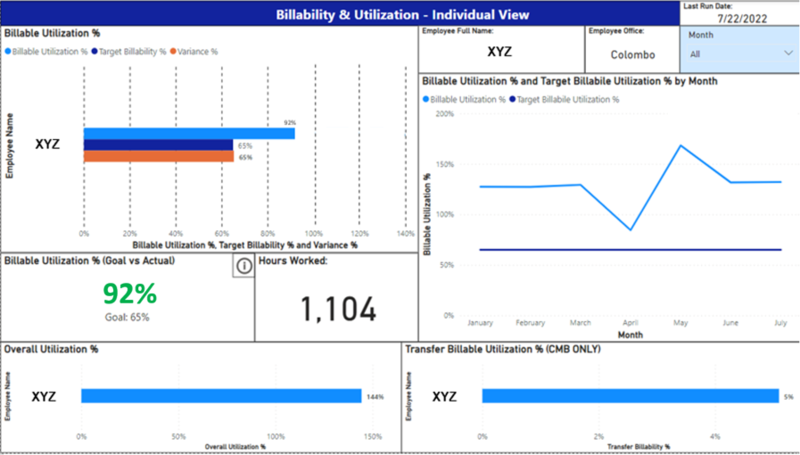 Billability & Utilization - Individual View
Last Run Date:
7/22/2022
Billable Utilization %
Billable Utilization % Target Billability % Variance %
Employee Name
XYZ
92%
65%
65%
0% 20% 40% 60% 80% 100% 120% 140%
Billable Utilization %, Target Billability % and Variance %
Employee Full Name:
XYZ
Employee Office:
Colombo
Month
All
Billable Utilization % and Target Billabile Utilization % by Month
Billable Utilization % Target Billabile Utilization %
Billable Utilization %
200%
150%
100%
50%
0%
January February March April May June July
Month
Billable Utilization % (Goal vs Actual)
92%
Goal: 65%
Hours Worked:
1,104
Overall Utilization %
Employee Name
XYZ
144%
0% 50% 100% 150%
Overall Utilization %
Transfer Billable Utilization % (CMB ONLY)
Employee Name
XYZ
5%
0% 2% 4%
Transfer Billability %